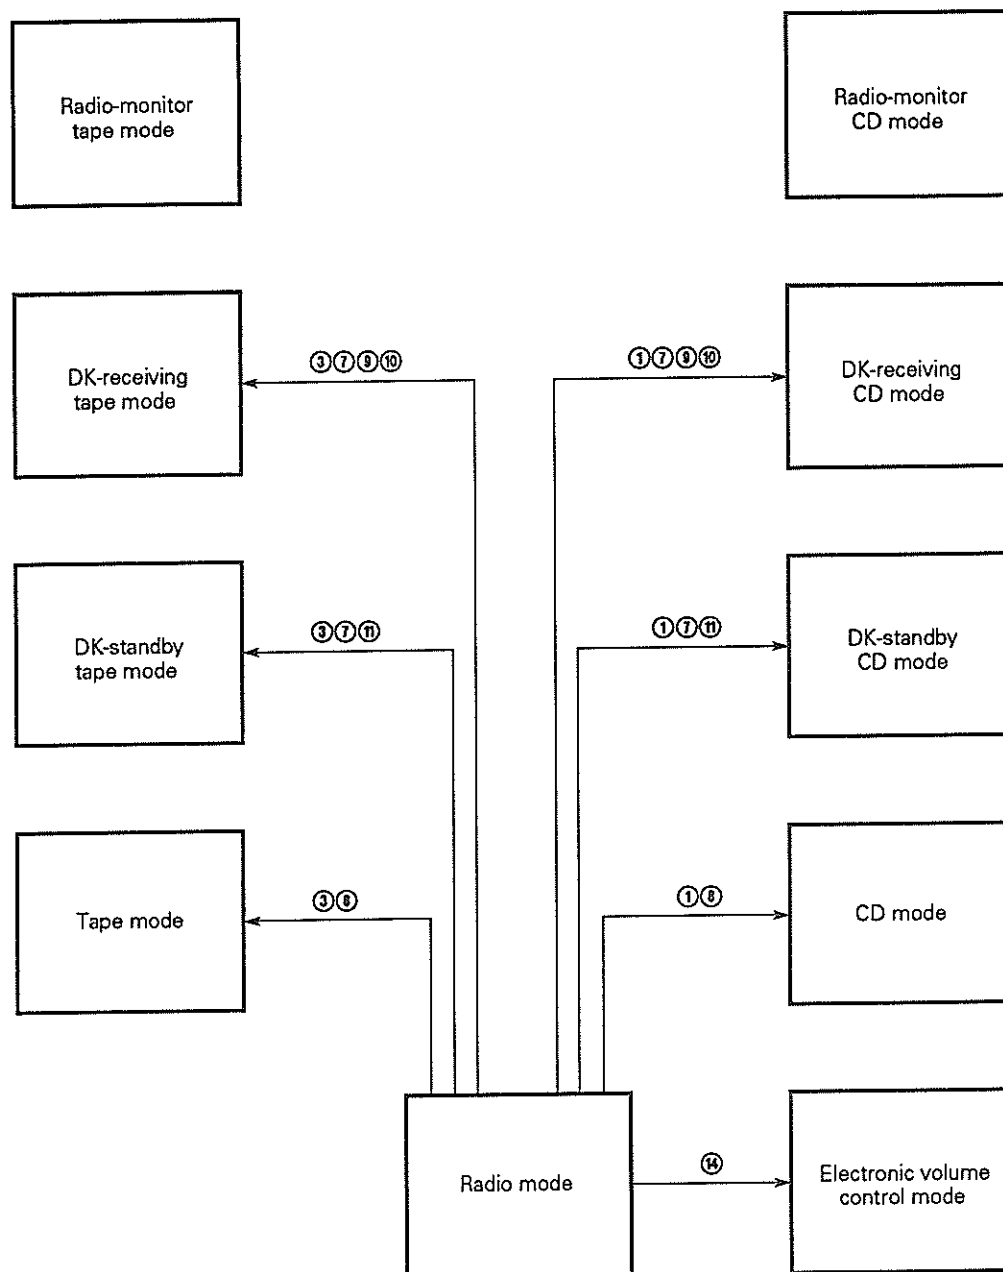 Radio-monitor
tape mode
Radio-monitor
CD mode
DK-receiving
tape mode
③⑦⑨⑩
①⑦⑨⑩
DK-receiving
CD mode
DK-standby
tape mode
③⑦⑪
①⑦⑪
DK-standby
CD mode
Tape mode
③⑧
①⑧
CD mode
Radio mode
⑭
Electronic volume
control mode